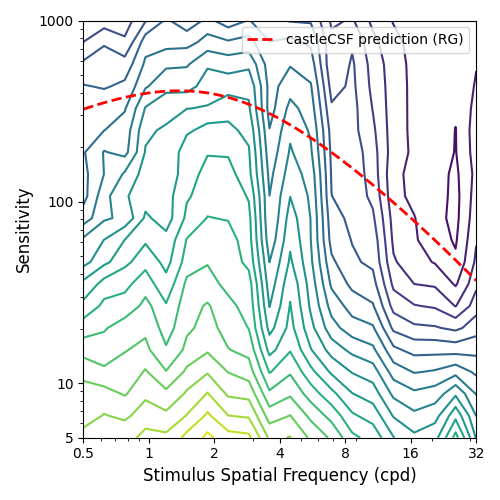 1000
castleCSF prediction (RG)
100
10
5
Sensitivity
0.5 1 2 4 8 16 32
Stimulus Spatial Frequency (cpd)